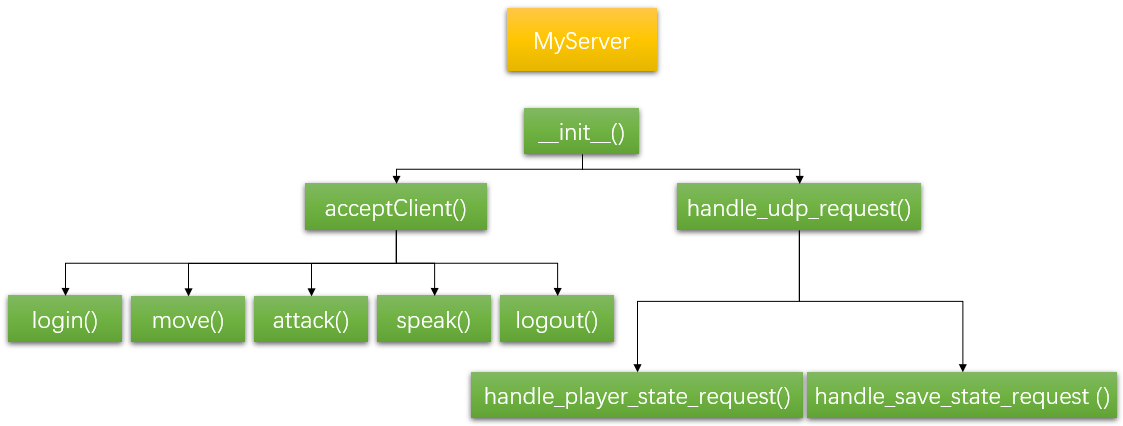 MyServer
__init__()
acceptClient()
handle_udp_request()
login()
move()
attack()
speak()
logout()
handle_player_state_request()
handle_save_state_request ()